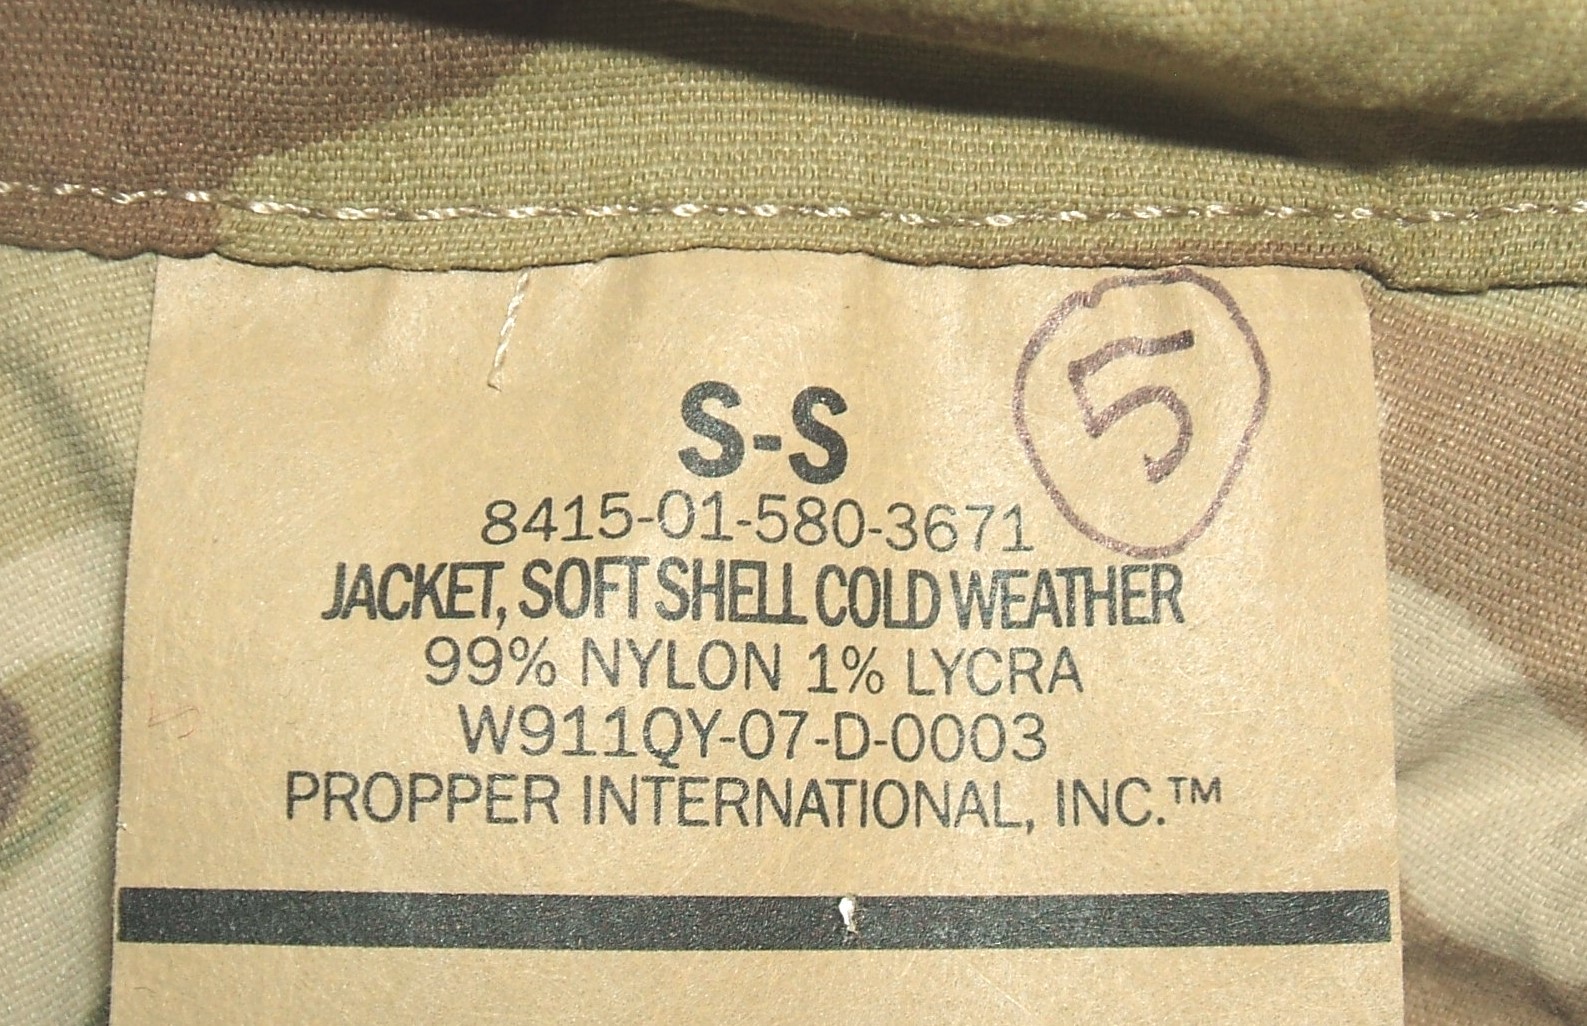 5
S-S
8415-01-580-3671
JACKET, SOFT SHELL COLD WEATHER
99% NYLON 1% LYCRA
W911QY-07-D-0003
PROPPER INTERNATIONAL, INC.™